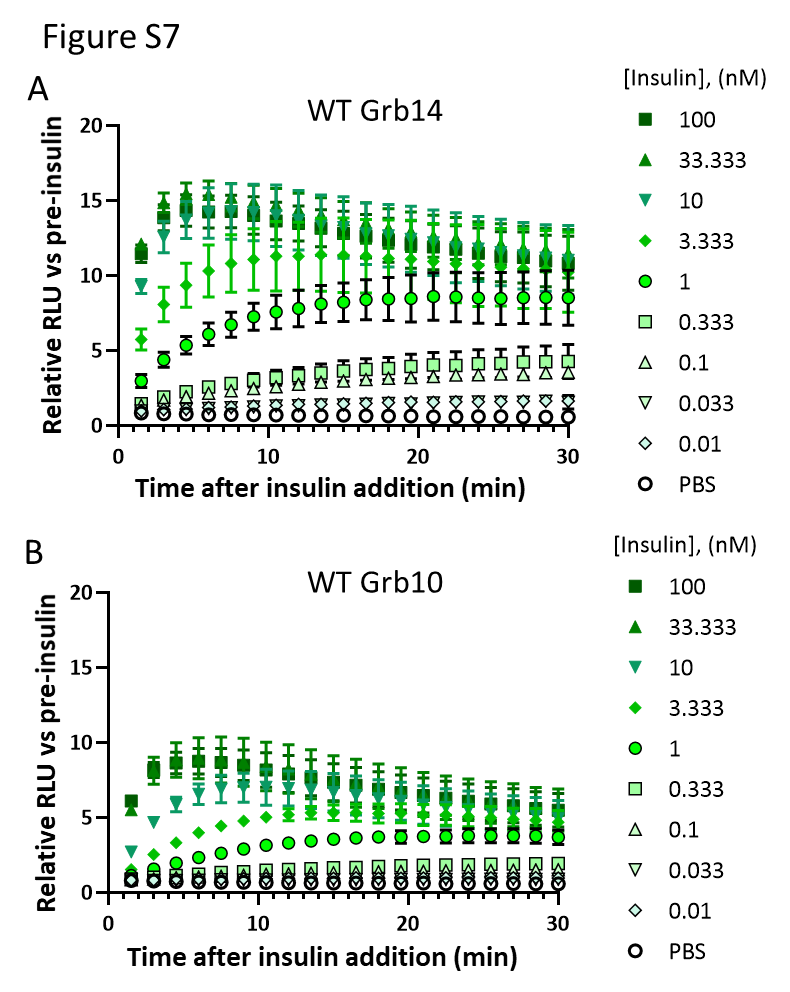 Figure S7
A
WT Grb14
[Insulin], (nM)
Relative RLU vs pre-insulin
20
15
10
5
0
0
10
20
30
Time after insulin addition (min)
100
33.333
10
3.333
1
0.333
0.1
0.033
0.01
PBS
B
WT Grb10
[Insulin], (nM)
Relative RLU vs pre-insulin
20
15
10
5
0
0
10
20
30
Time after insulin addition (min)
100
33.333
10
3.333
1
0.333
0.1
0.033
0.01
PBS